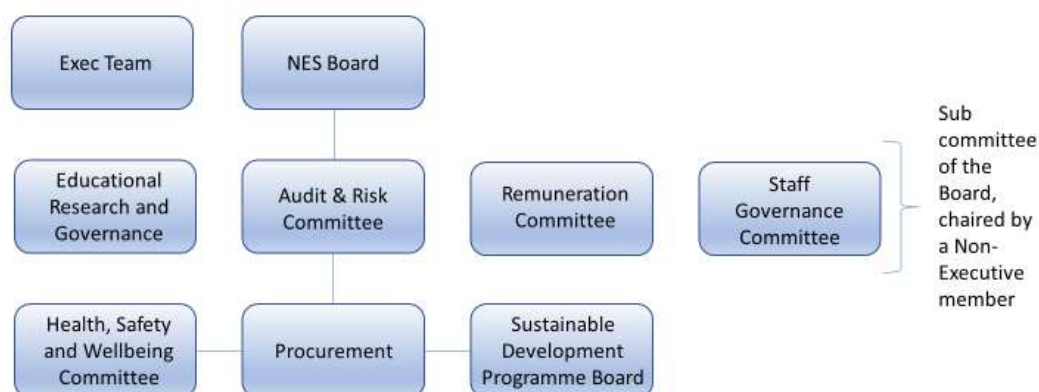 Exec Team
NES Board
Educational
Research and
Governance
Audit & Risk
Committee
Remuneration
Committee
Staff
Governance
Committee
Sub
committee
of the
Board,
chaired by
a Non-
Executive
member
Health, Safety
and Wellbeing
Committee
Procurement
Sustainable
Development
Programme Board